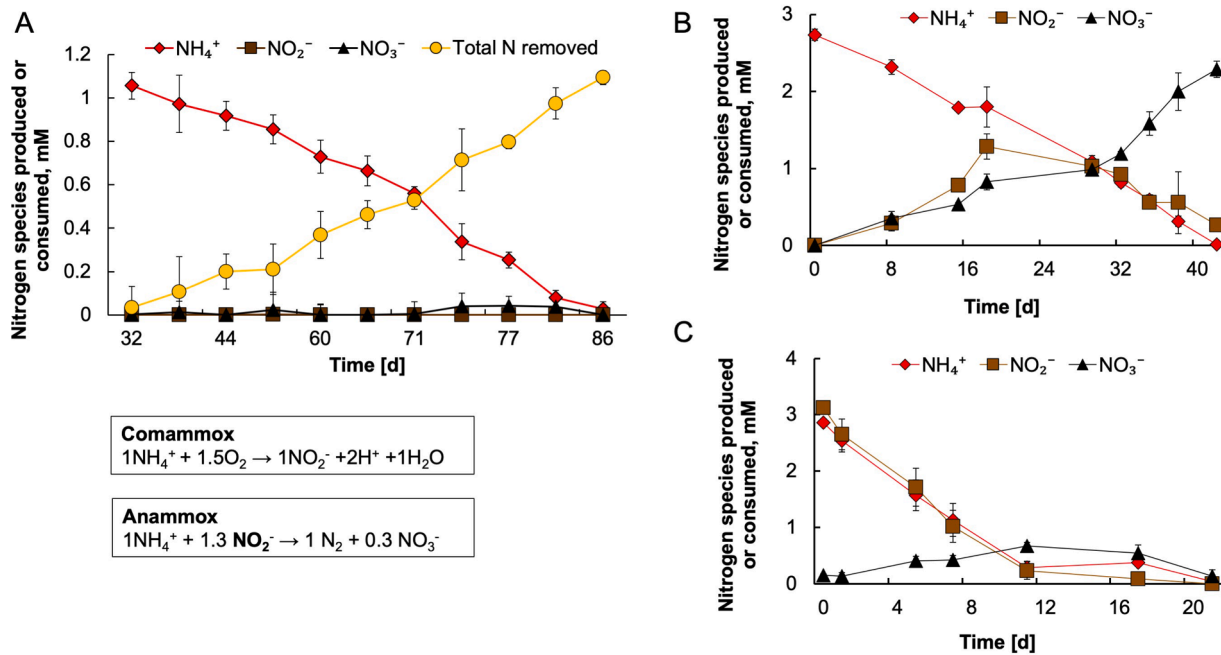 A
NH₄⁺ NO₂⁻ NO₃⁻ Total N removed
Nitrogen species produced or
consumed, mM
1.2
1
0.8
0.6
0.4
0.2
0
32 44 60 71 77 86
Time [d]
Comammox
1NH₄⁺ + 1.5O₂ → 1NO₂⁻ +2H⁺ +1H₂O
Anammox
1NH₄⁺ + 1.3 NO₂⁻ → 1 N₂ + 0.3 NO₃⁻
B
NH₄⁺ NO₂⁻ NO₃⁻
Nitrogen species produced
or consumed, mM
3
2
1
0
0 8 16 24 32 40
Time [d]
C
NH₄⁺ NO₂⁻ NO₃⁻
Nitrogen species produced
or consumed, mM
4
3
2
1
0
0 4 8 12 16 20
Time [d]